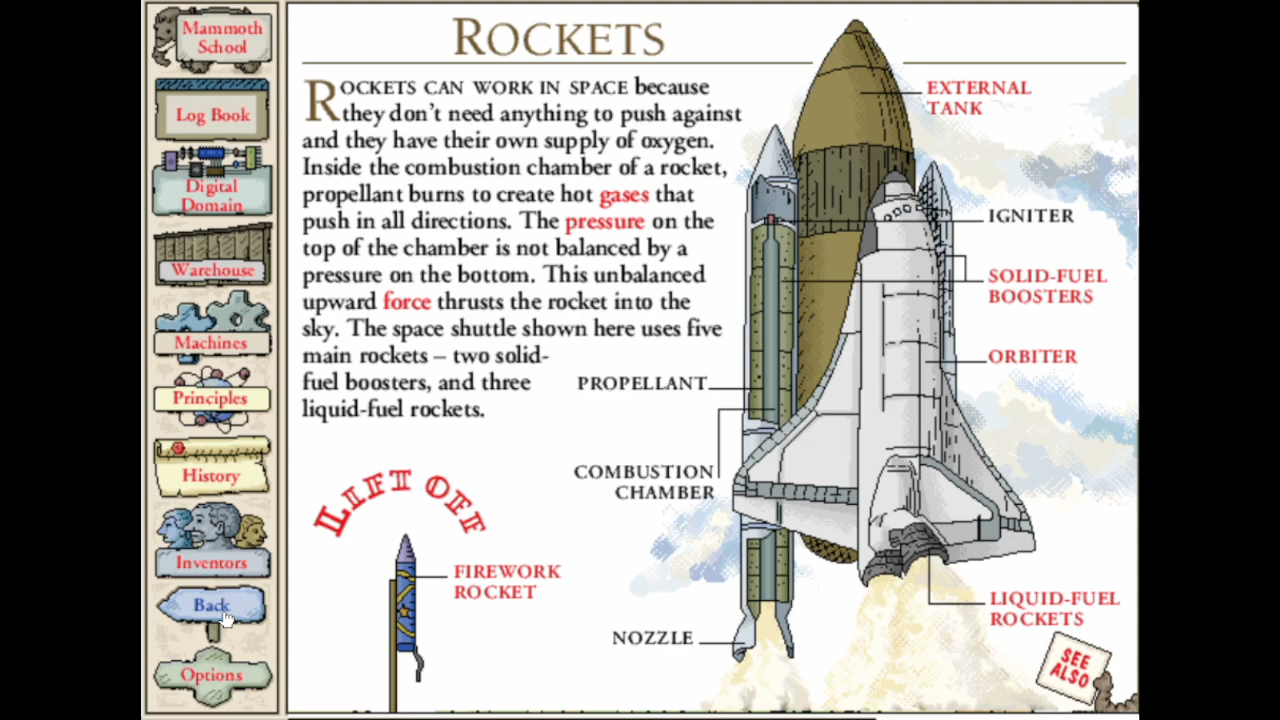 Mammoth
School
Log Book
Digital
Domain
Warehouse
Machines
Principles
History
Inventors
Back
Options
ROCKETS
ROCKETS CAN WORK IN SPACE because
they don't need anything to push against
and they have their own supply of oxygen.
Inside the combustion chamber of a rocket,
propellant burns to create hot gases that
push in all directions. The pressure on the
top of the chamber is not balanced by a
pressure on the bottom. This unbalanced
upward force thrusts the rocket into the
sky. The space shuttle shown here uses five
main rockets – two solid-
fuel boosters, and three
liquid-fuel rockets.
EXTERNAL
TANK
IGNITER
SOLID-FUEL
BOOSTERS
ORBITER
PROPELLANT
COMBUSTION
CHAMBER
LIFT OFF
FIREWORK
ROCKET
NOZZLE
LIQUID-FUEL
ROCKETS
SEE
ALSO